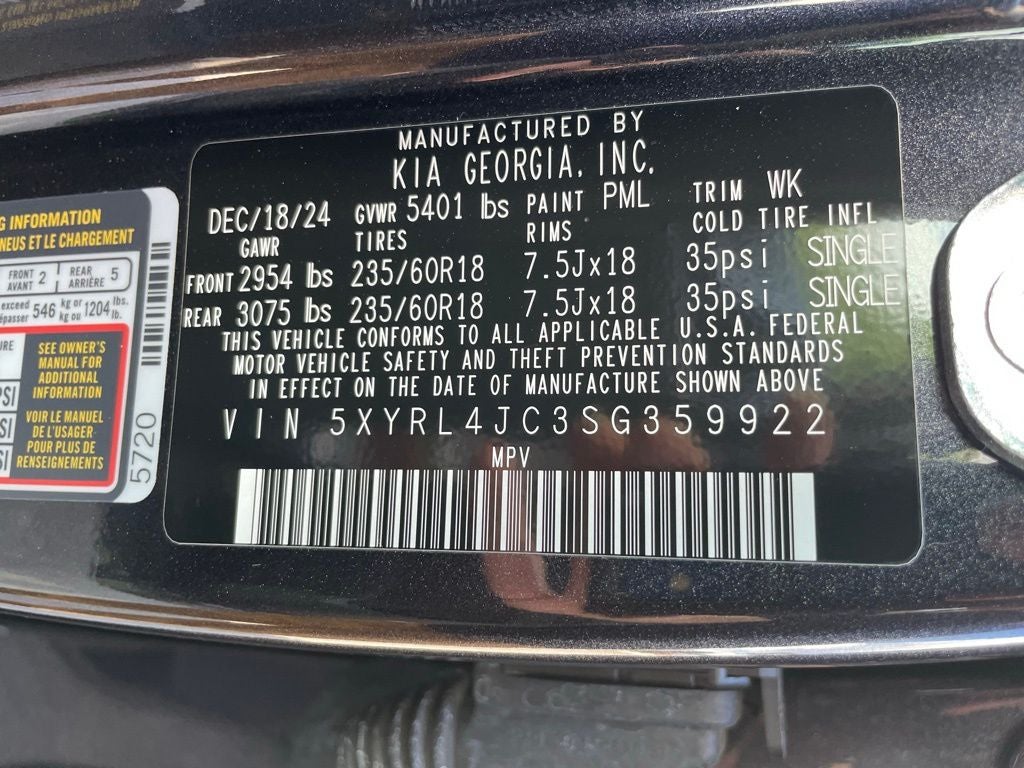 MANUFACTURED BY
KIA GEORGIA, INC.
DEC/18/24 GVWR 5401 lbs PAINT PML TRIM WK
GAWR TIRES RIMS COLD TIRE INFL
FRONT 2954 lbs 235/60R18 7.5Jx18 35psi SINGLE
REAR 3075 lbs 235/60R18 7.5Jx18 35psi SINGLE
THIS VEHICLE CONFORMS TO ALL APPLICABLE U.S.A. FEDERAL
MOTOR VEHICLE SAFETY AND THEFT PREVENTION STANDARDS
IN EFFECT ON THE DATE OF MANUFACTURE SHOWN ABOVE
VIN 5XYRL4JC3SG359922
MPV
INFORMATION
NEUS ET LE CHARGEMENT
FRONT 2 REAR 5
AVANT ARRIÈRE
exceed 546 kg or 1204 lbs.
kg ou lb.
SEE OWNER'S
MANUAL FOR
ADDITIONAL
INFORMATION
VOIR LE MANUEL
DE L'USAGER
POUR PLUS DE
RENSEIGNEMENTS
5720